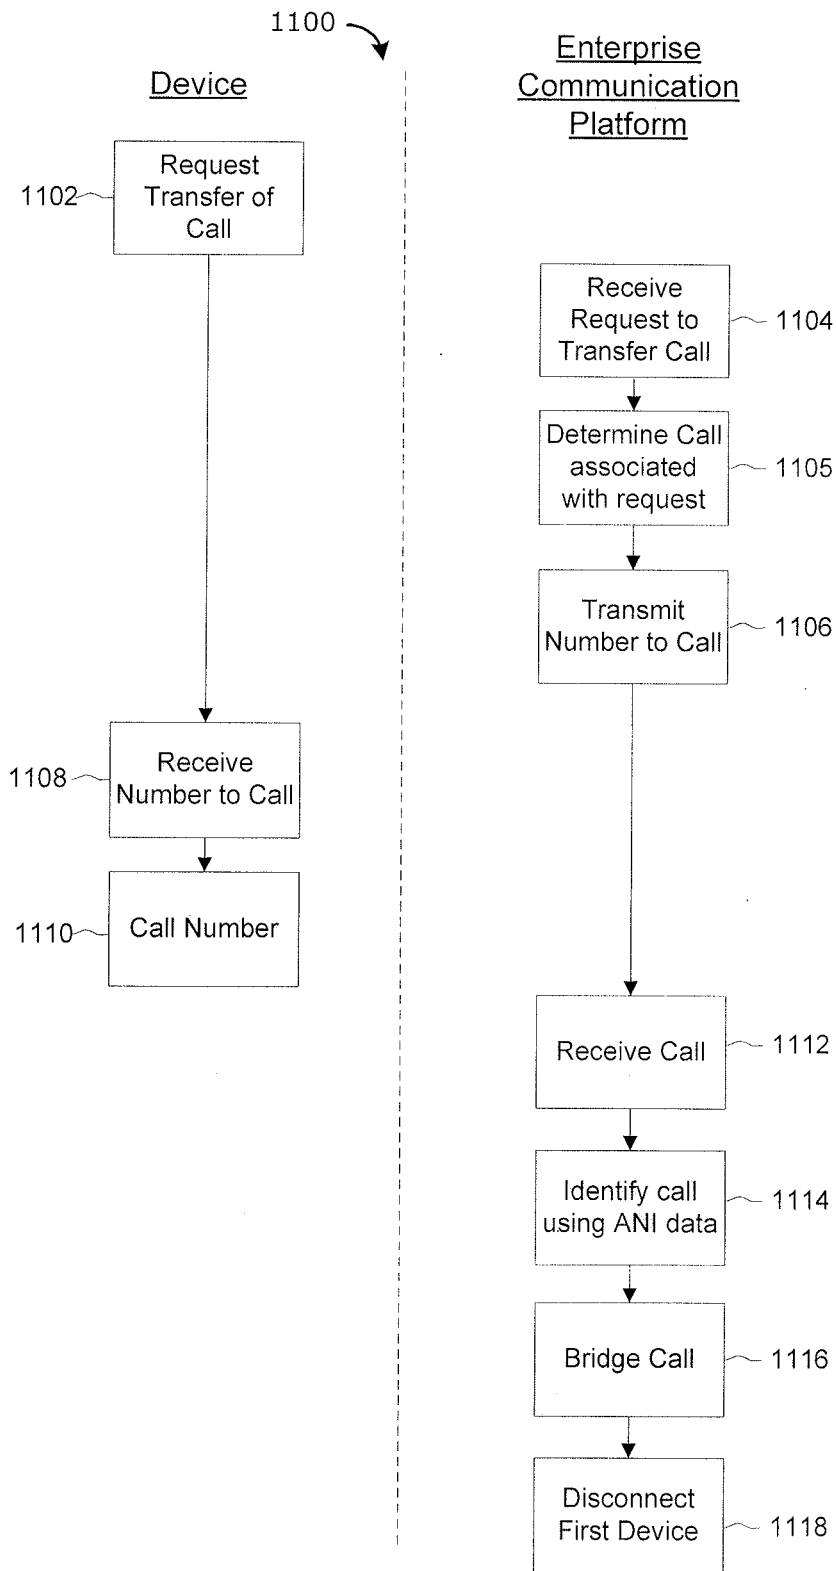 1100
Device
Enterprise
Communication
Platform
Request
Transfer of
Call
1102
Receive
Request to
Transfer Call
1104
Determine Call
associated
with request
1105
Transmit
Number to Call
1106
Receive
Number to Call
1108
Call Number
1110
Receive Call
1112
Identify call
using ANI data
1114
Bridge Call
1116
Disconnect
First Device
1118